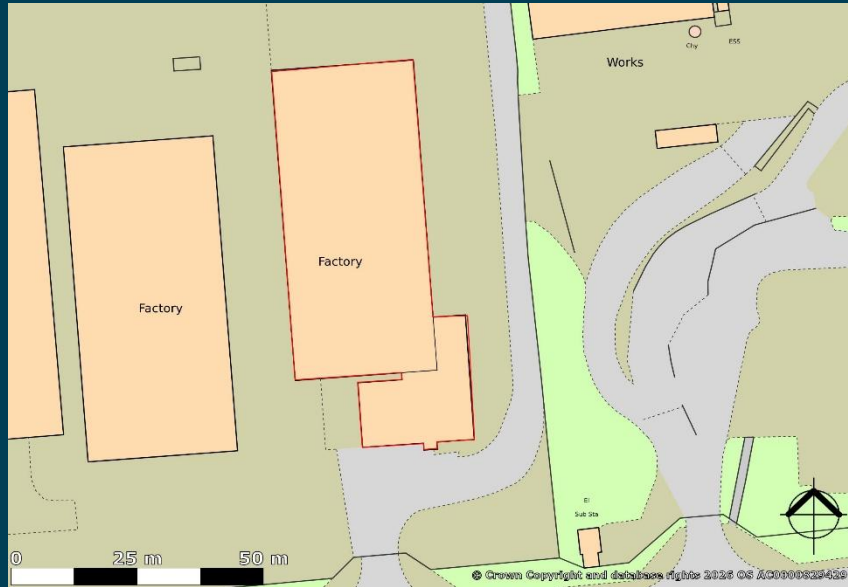 Chy
ESS
Works
Factory
Factory
El
Sub Sta
0 25 m 50 m
© Crown Copyright and database rights 2026 OS AC0000829429